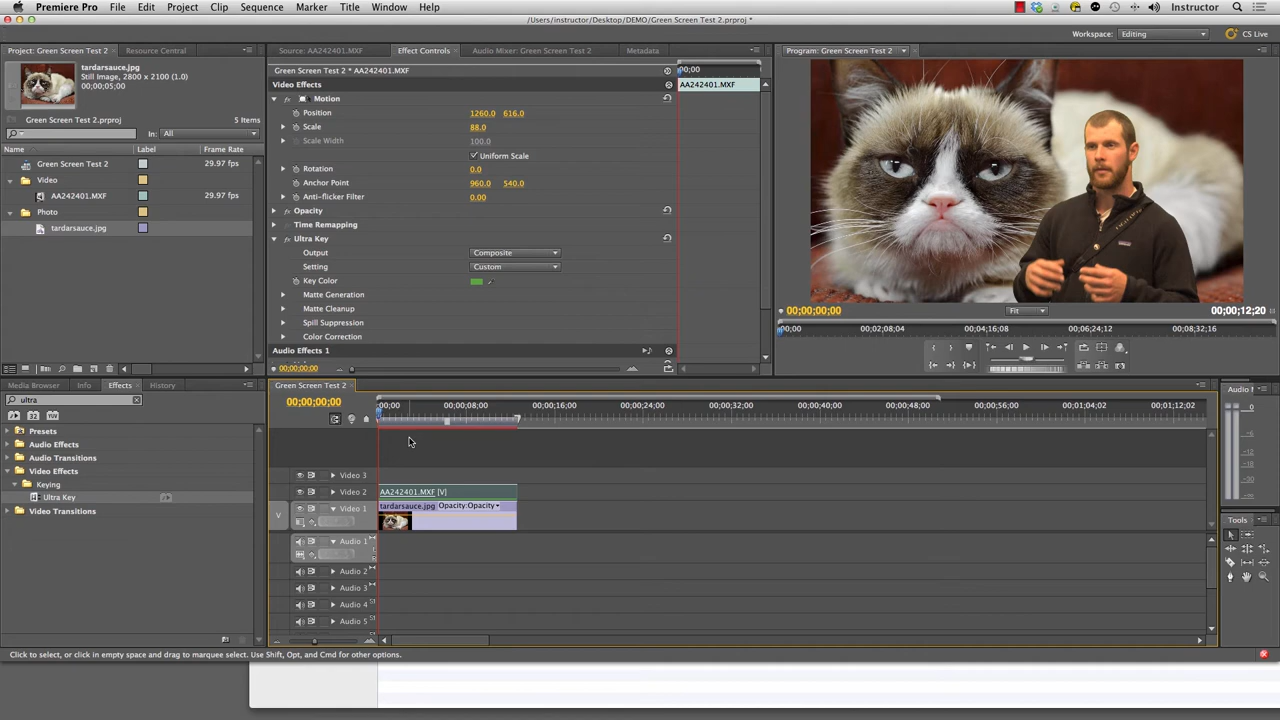 Premiere Pro File Edit Project Clip Sequence Marker Title Window Help Instructor
/Users/instructor/Desktop/DEMO/Green Screen Test 2.prproj *
Workspace: Editing CS Live
Project: Green Screen Test 2 Resource Central
tardarsauce.jpg
Still Image, 2800 x 2100 (1.0)
00;00;05;00
Green Screen Test 2.prproj 5 Items
In: All
Name Label Frame Rate
Green Screen Test 2 29.97 fps
Video
AA242401.MXF 29.97 fps
Photo
tardarsauce.jpg
Source: AA242401.MXF Effect Controls Audio Mixer: Green Screen Test 2 Metadata
Green Screen Test 2 * AA242401.MXF
Video Effects
Motion
Position 1260.0 616.0
Scale 88.0
Scale Width 100.0
Uniform Scale
Rotation 0.0
Anchor Point 960.0 540.0
Anti-flicker Filter 0.00
Opacity
Time Remapping
Ultra Key
Output Composite
Setting Custom
Key Color
Matte Generation
Matte Cleanup
Spill Suppression
Color Correction
Audio Effects 1
00;00;00;00
00;00
AA242401.MXF
Program: Green Screen Test 2
00;00;00;00 Fit 00;00;12;20
00;00 00;02;08;04 00;04;16;08 00;06;24;12 00;08;32;16
Media Browser Info Effects History
ultra
32
Presets
Audio Effects
Audio Transitions
Video Effects
Keying
Ultra Key
Video Transitions
Green Screen Test 2
00;00;00;00
00;00 00;00;08;00 00;00;16;00 00;00;24;00 00;00;32;00 00;00;40;00 00;00;48;00 00;00;56;00 00;01;04;02 00;01;12;02
Video 3
Video 2 AA242401.MXF [V]
V Video 1 tardarsauce.jpg Opacity:Opacity
Audio 1
Audio 2
Audio 3
Audio 4
Audio 5
Audio
0
-6
Tools
Click to select, or click in empty space and drag to marquee select. Use Shift, Opt, and Cmd for other options.